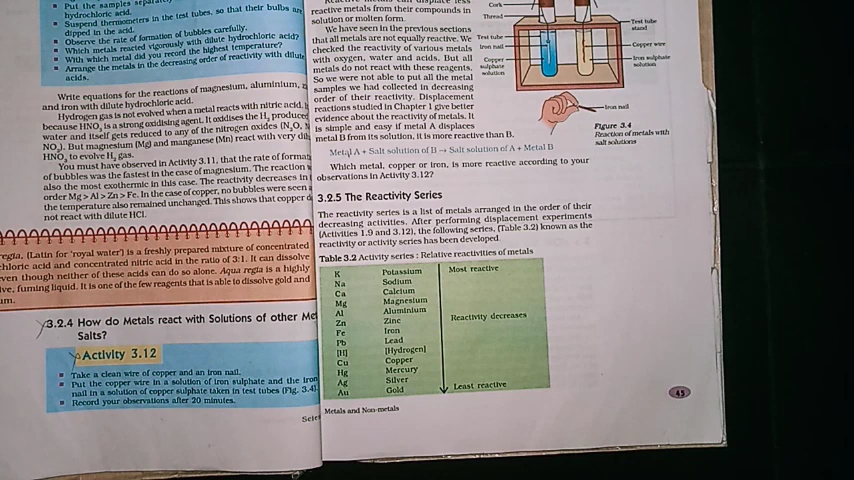 Put the samples separately
hydrochloric acid.
Suspend thermometers in the test tubes, so that their bulbs are
dipped in the acid.
Observe the rate of formation of bubbles carefully.
Which metals reacted vigorously with dilute hydrochloric acid?
With which metal did you record the highest temperature?
Arrange the metals in the decreasing order of reactivity with dilute
acids.
Write equations for the reactions of magnesium, aluminium,
and iron with dilute hydrochloric acid.
Hydrogen gas is not evolved when a metal reacts with nitric acid.
because HNO₃ is a strong oxidising agent. It oxidises the H₂ produced
water and itself gets reduced to any of the nitrogen oxides (N₂O,
NO₂). But magnesium (Mg) and manganese (Mn) react with very
HNO₃ to evolve H₂ gas.
You must have observed in Activity 3.11, that the rate of
of bubbles was the fastest in the case of magnesium. The reaction
also the most exothermic in this case. The reactivity decreases in
order Mg > Al > Zn > Fe. In the case of copper, no bubbles were seen
the temperature also remained unchanged. This shows that copper
not react with dilute HCl.
regia, (Latin for 'royal water') is a freshly prepared mixture of concentrated
chloric acid and concentrated nitric acid in the ratio of 3:1. It can dissolve
ven though neither of these acids can do so alone. Aqua regia is a highly
ive, fuming liquid. It is one of the few reagents that is able to dissolve gold and
um.
3.2.4 How do Metals react with Solutions of other Met
Salts?
Activity 3.12
Take a clean wire of copper and an iron nail.
Put the copper wire in a solution of iron sulphate and the iron
nail in a solution of copper sulphate taken in test tubes (Fig. 3.4).
Record your observations after 20 minutes.
reactive metals from their compounds in
solution or molten form.
We have seen in the previous sections
that all metals are not equally reactive. We
checked the reactivity of various metals
with oxygen, water and acids. But all
metals do not react with these reagents.
So we were not able to put all the metal
samples we had collected in decreasing
order of their reactivity. Displacement
reactions studied in Chapter 1 give better
evidence about the reactivity of metals. It
is simple and easy if metal A displaces
metal B from its solution, it is more reactive than B.
Metal A + Salt solution of B → Salt solution of A + Metal B
Which metal, copper or iron, is more reactive according to your
observations in Activity 3.12?
Cork
Thread
Test tube
Iron nail
Copper
sulphate
solution
Test tube
stand
Copper wire
Iron sulphate
solution
Iron nail
Figure 3.4
Reaction of metals with
salt solutions
3.2.5 The Reactivity Series
The reactivity series is a list of metals arranged in the order of their
decreasing activities. After performing displacement experiments
(Activities 1.9 and 3.12), the following series, (Table 3.2) known as the
reactivity or activity series has been developed.
Table 3.2 Activity series : Relative reactivities of metals
K Potassium Most reactive
Na Sodium
Ca Calcium
Mg Magnesium
Al Aluminium
Zn Zinc Reactivity decreases
Fe Iron
Pb Lead
[H] [Hydrogen]
Cu Copper
Hg Mercury
Ag Silver
Au Gold Least reactive
Metals and Non-metals
45